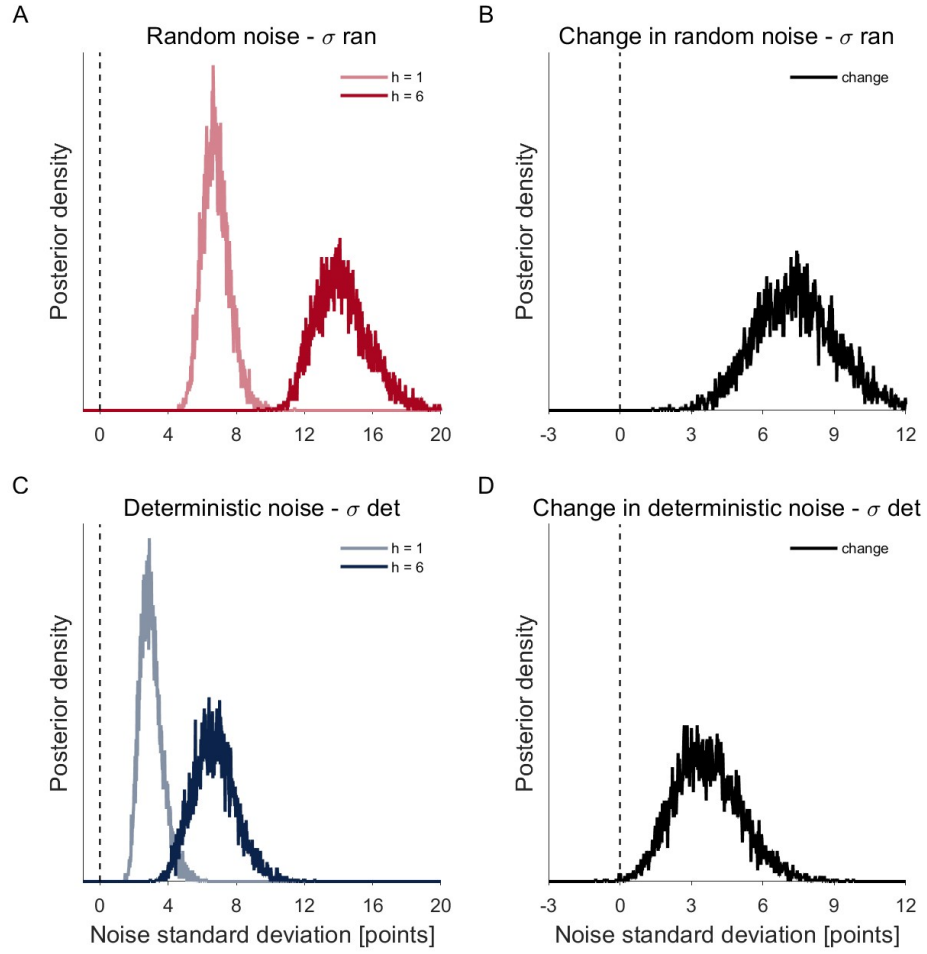 A
Random noise - σ ran
h = 1
h = 6
Posterior density
0 4 8 12 16 20
B
Change in random noise - σ ran
change
Posterior density
-3 0 3 6 9 12
C
Deterministic noise - σ det
h = 1
h = 6
Posterior density
0 4 8 12 16 20
Noise standard deviation [points]
D
Change in deterministic noise - σ det
change
Posterior density
-3 0 3 6 9 12
Noise standard deviation [points]